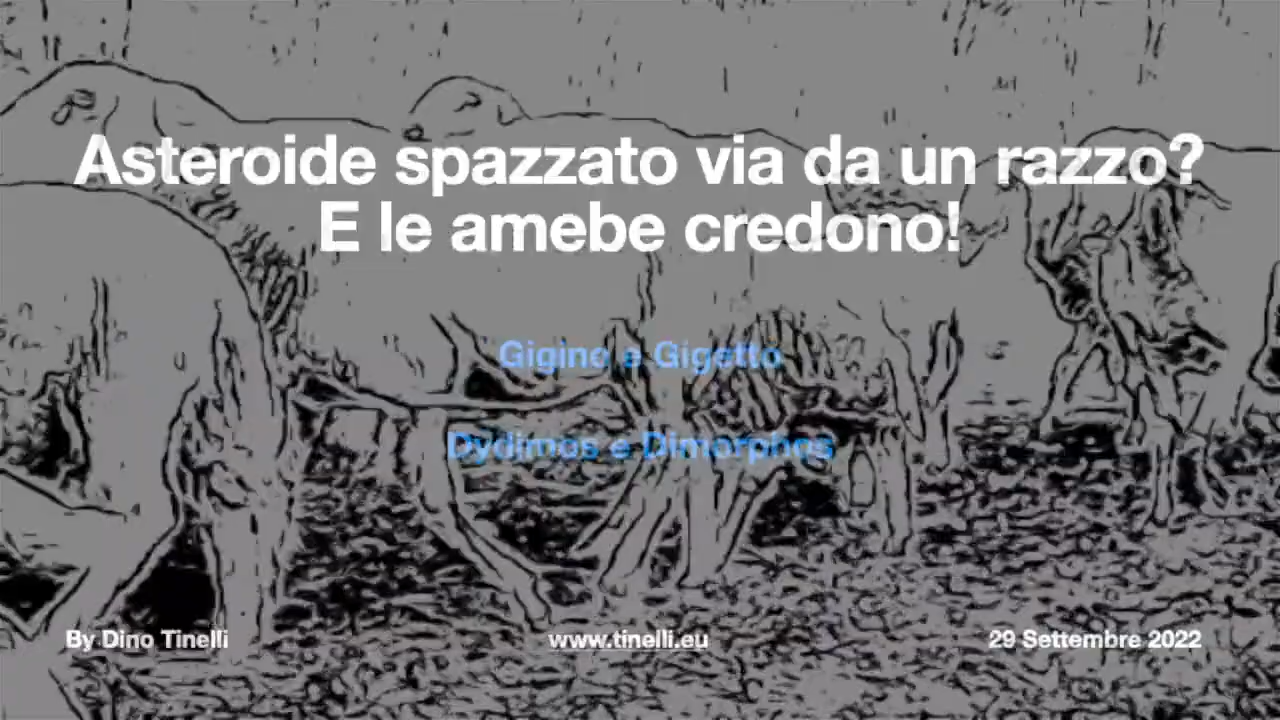 Asteroide spazzato via da un razzo?
E le amebe credono!
Gigino e Gigetto
Dydimos e Dimorphos
By Dino Tinelli
www.tinelli.eu
29 Settembre 2022